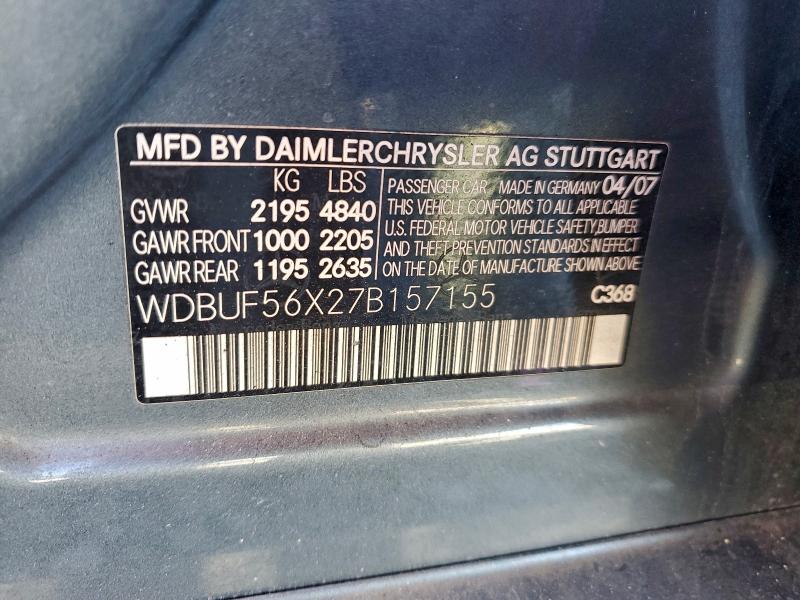 MFD BY DAIMLERCHRYSLER AG STUTTGART
KG LBS
GVWR 2195 4840
GAWR FRONT 1000 2205
GAWR REAR 1195 2635
PASSENGER CAR MADE IN GERMANY 04/07
THIS VEHICLE CONFORMS TO ALL APPLICABLE
U.S. FEDERAL MOTOR VEHICLE SAFETY, BUMPER
AND THEFT PREVENTION STANDARDS IN EFFECT
ON THE DATE OF MANUFACTURE SHOWN ABOVE.
WDBUF56X27B157155 C368